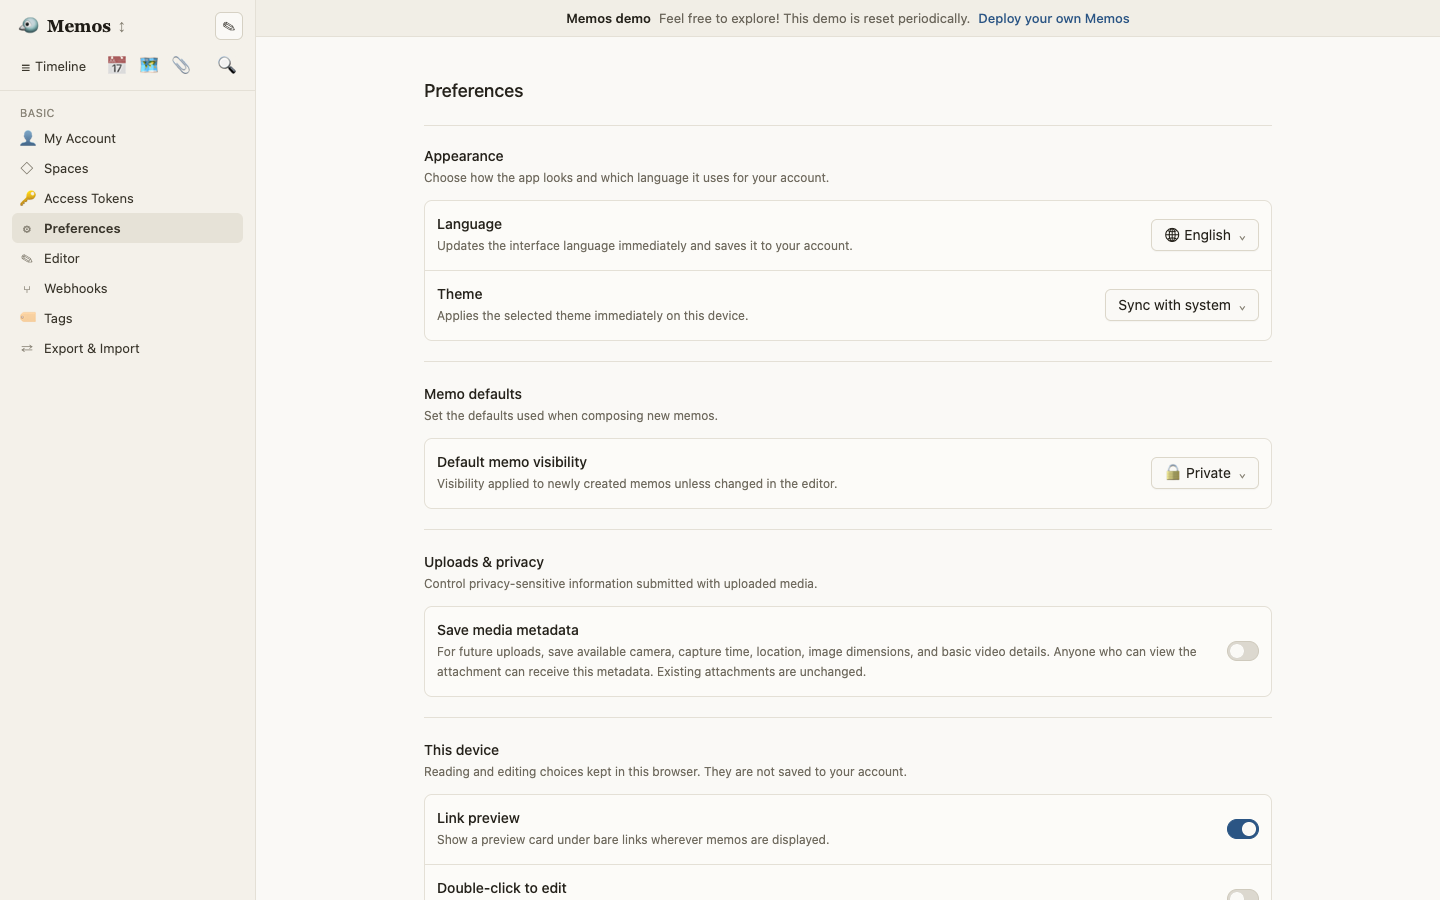 Memos
Timeline
BASIC
My Account
Spaces
Access Tokens
Preferences
Editor
Webhooks
Tags
Export & Import
Memos demo Feel free to explore! This demo is reset periodically. Deploy your own Memos
Preferences
Appearance
Choose how the app looks and which language it uses for your account.
Language
Updates the interface language immediately and saves it to your account.
English
Theme
Applies the selected theme immediately on this device.
Sync with system
Memo defaults
Set the defaults used when composing new memos.
Default memo visibility
Visibility applied to newly created memos unless changed in the editor.
Private
Uploads & privacy
Control privacy-sensitive information submitted with uploaded media.
Save media metadata
For future uploads, save available camera, capture time, location, image dimensions, and basic video details. Anyone who can view the
attachment can receive this metadata. Existing attachments are unchanged.
This device
Reading and editing choices kept in this browser. They are not saved to your account.
Link preview
Show a preview card under bare links wherever memos are displayed.
Double-click to edit